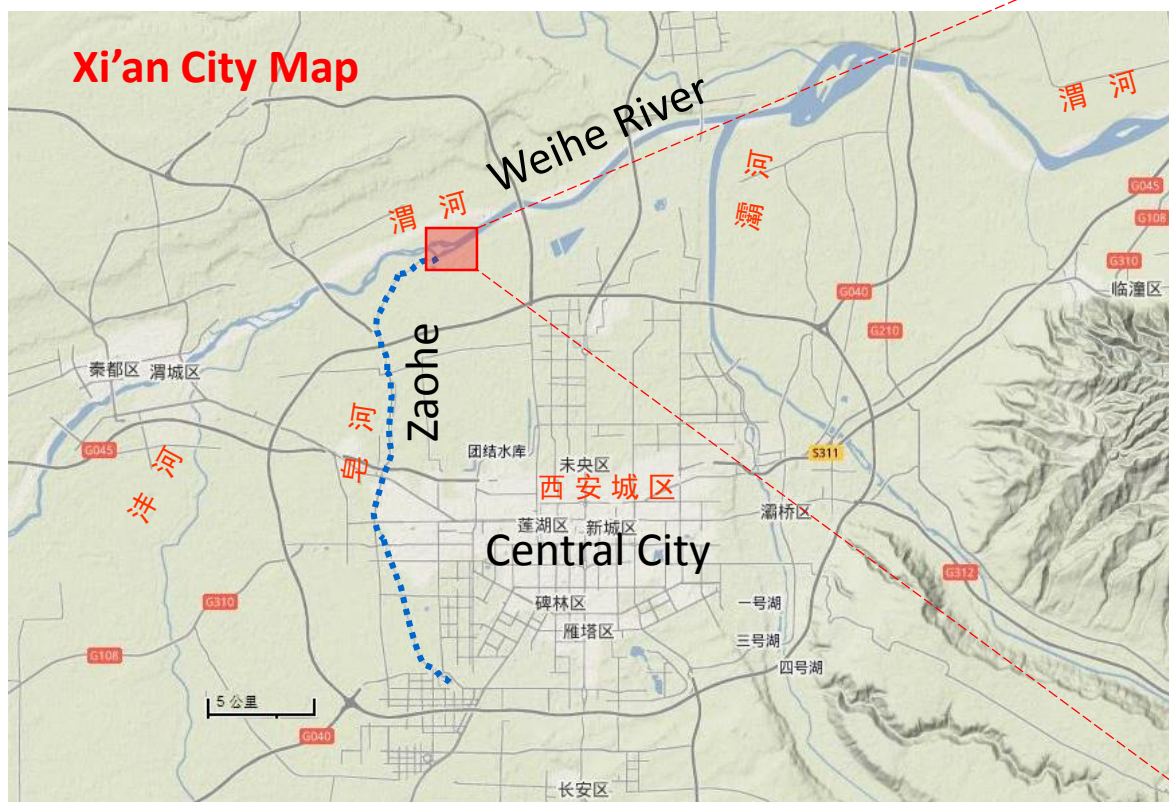 Xi’an City Map
渭 河
Weihe River
渭 河
灞 河
G045
G108
G310
临潼区
G040
G210
Zaohe
秦都区
渭城区
皂 河
G045
沣 河
团结水库
未央区
S311
西 安 城 区
莲湖区
新城区
灞桥区
Central City
G312
G310
碑林区
一号湖
雁塔区
三号湖
G108
四号湖
5 公里
G040
长安区